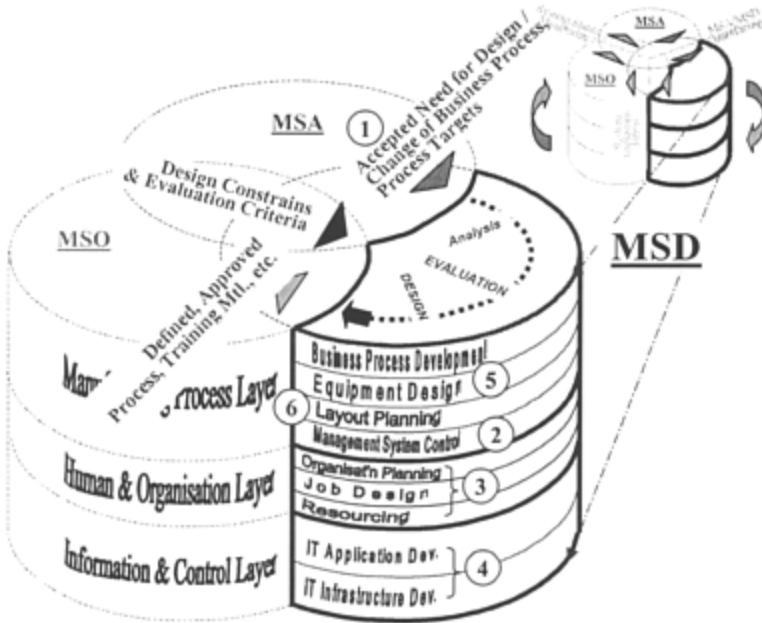 MSA
MSO
MSA
1
Accepted Need for Design /
Change of Business Process,
Process Targets
Design Constrains
& Evaluation Criteria
MSO
Defined, Approved
Process, Training Mtl., etc.
Analysis
EVALUATION
DESIGN
MSD
Business Process Development
Equipment Design
5
6
Layout Planning
Management System Control
2
Process Layer
Organisat'n Planning
Job Design
3
Resourcing
Human & Organisation Layer
IT Application Dev.
4
IT Infrastructure Dev.
Information & Control Layer